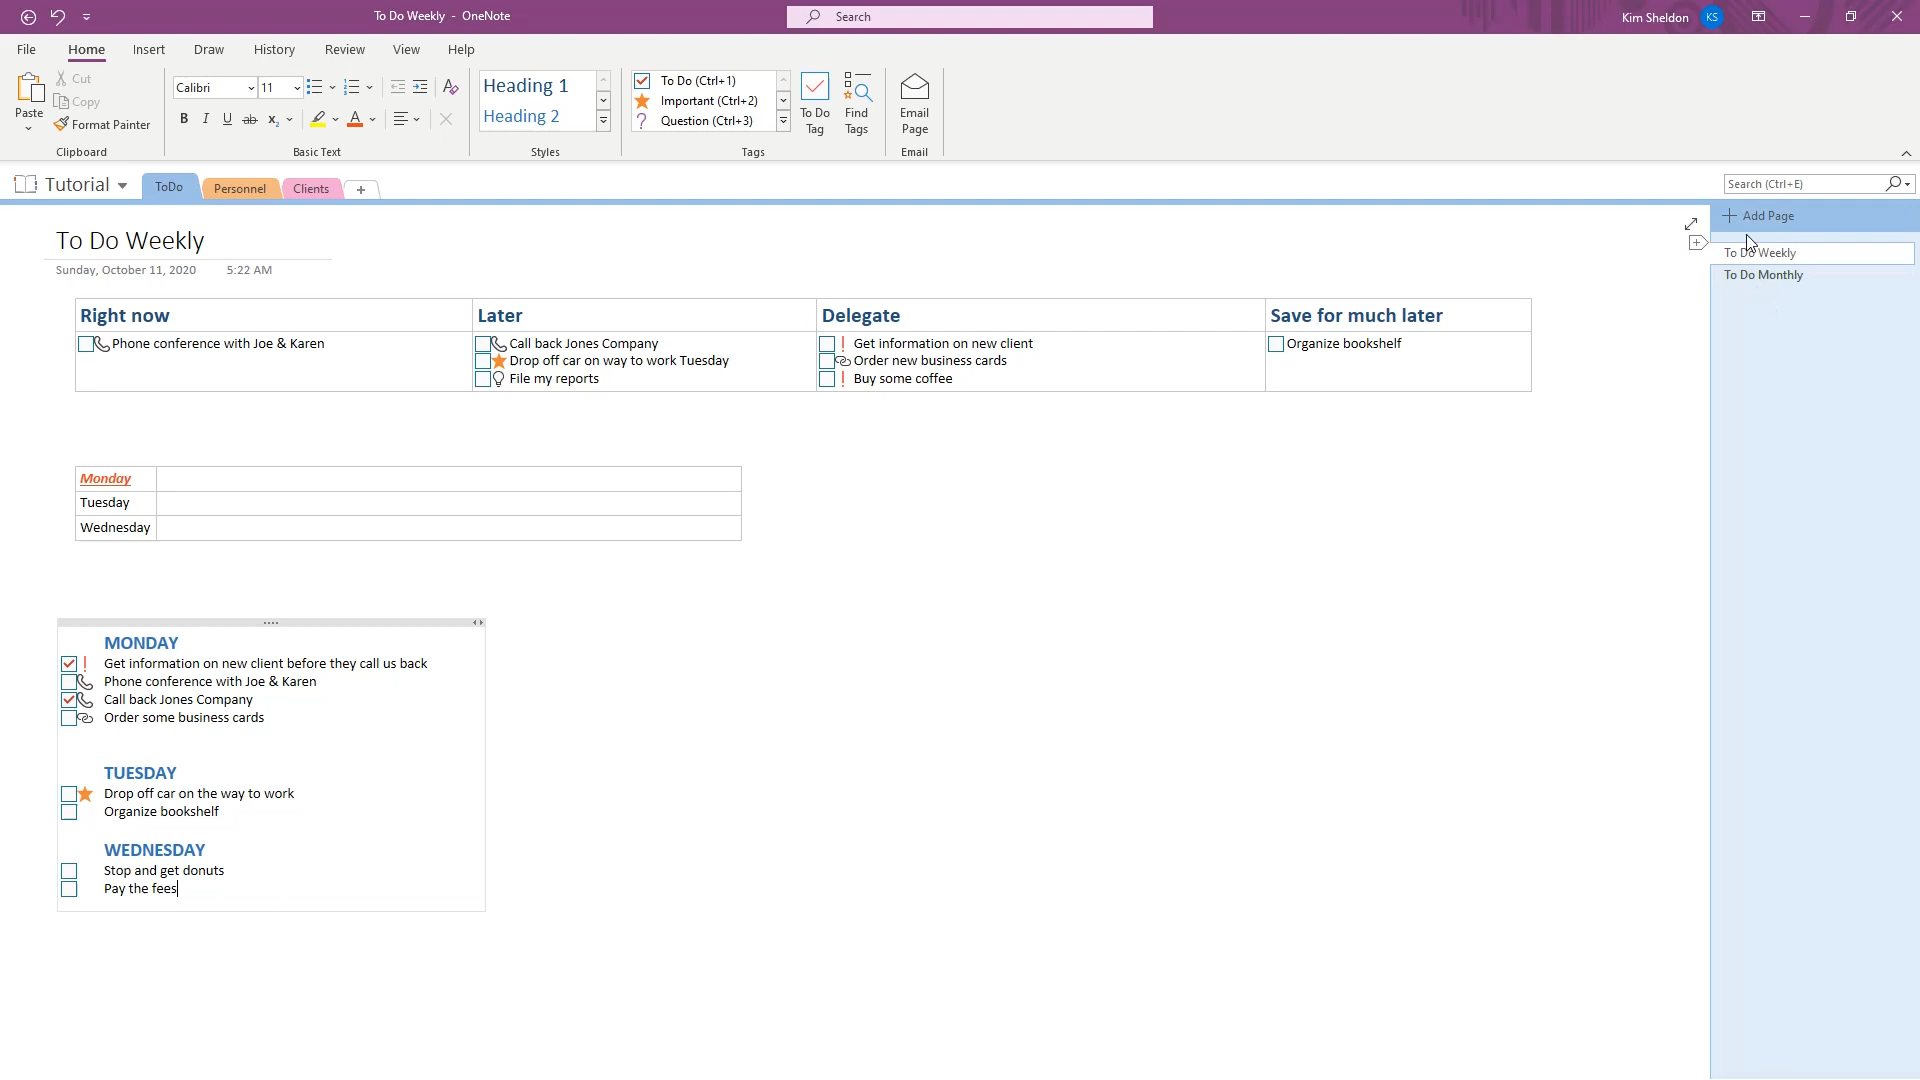 To Do Weekly - OneNote
Search
Kim Sheldon KS
File Home Insert Draw History Review View Help
Paste
Cut
Copy
Format Painter
Clipboard
Calibri 11
B I U ab x₂ A
Basic Text
Heading 1
Heading 2
Styles
To Do (Ctrl+1)
Important (Ctrl+2)
Question (Ctrl+3)
To Do Tag
Find Tags
Tags
Email Page
Email
Tutorial ToDo Personnel Clients +
Search (Ctrl+E)
Add Page
To Do Weekly
To Do Monthly
To Do Weekly
Sunday, October 11, 2020 5:22 AM
Right now Later Delegate Save for much later
Phone conference with Joe & Karen
Call back Jones Company
Drop off car on way to work Tuesday
File my reports
Get information on new client
Order new business cards
Buy some coffee
Organize bookshelf
Monday
Tuesday
Wednesday
MONDAY
Get information on new client before they call us back
Phone conference with Joe & Karen
Call back Jones Company
Order some business cards
TUESDAY
Drop off car on the way to work
Organize bookshelf
WEDNESDAY
Stop and get donuts
Pay the fees